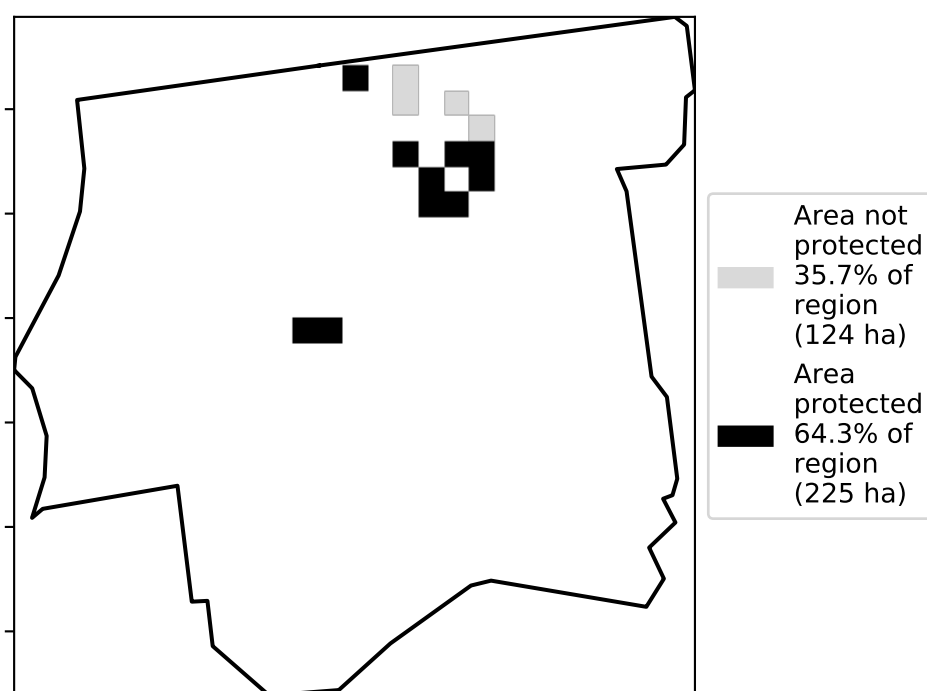 Area not
protected
35.7% of
region
(124 ha)
Area
protected
64.3% of
region
(225 ha)